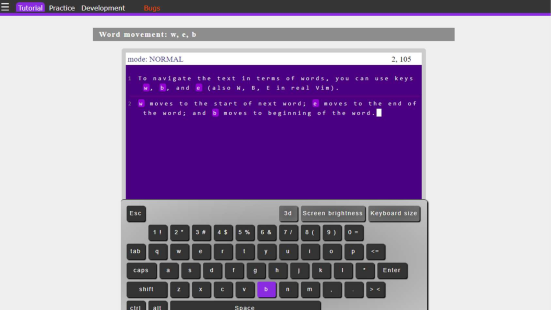 ☰ Tutorial Practice Development Bugs
Word movement: w, e, b
mode: NORMAL 2, 105
1 To navigate the text in terms of words, you can use keys
w, b, and e (also W, B, E in real Vim).
2 w moves to the start of next word; e moves to the end of
the word; and b moves to beginning of the word.
Esc 3d Screen brightness Keyboard size
1 ! 2 " 3 # 4 $ 5 % 6 & 7 / 8 ( 9 ) 0 =
tab q w e r t y u i o p <=
caps a s d f g h j k l * Enter
shift z x c v b n m , . > <
ctrl alt Space